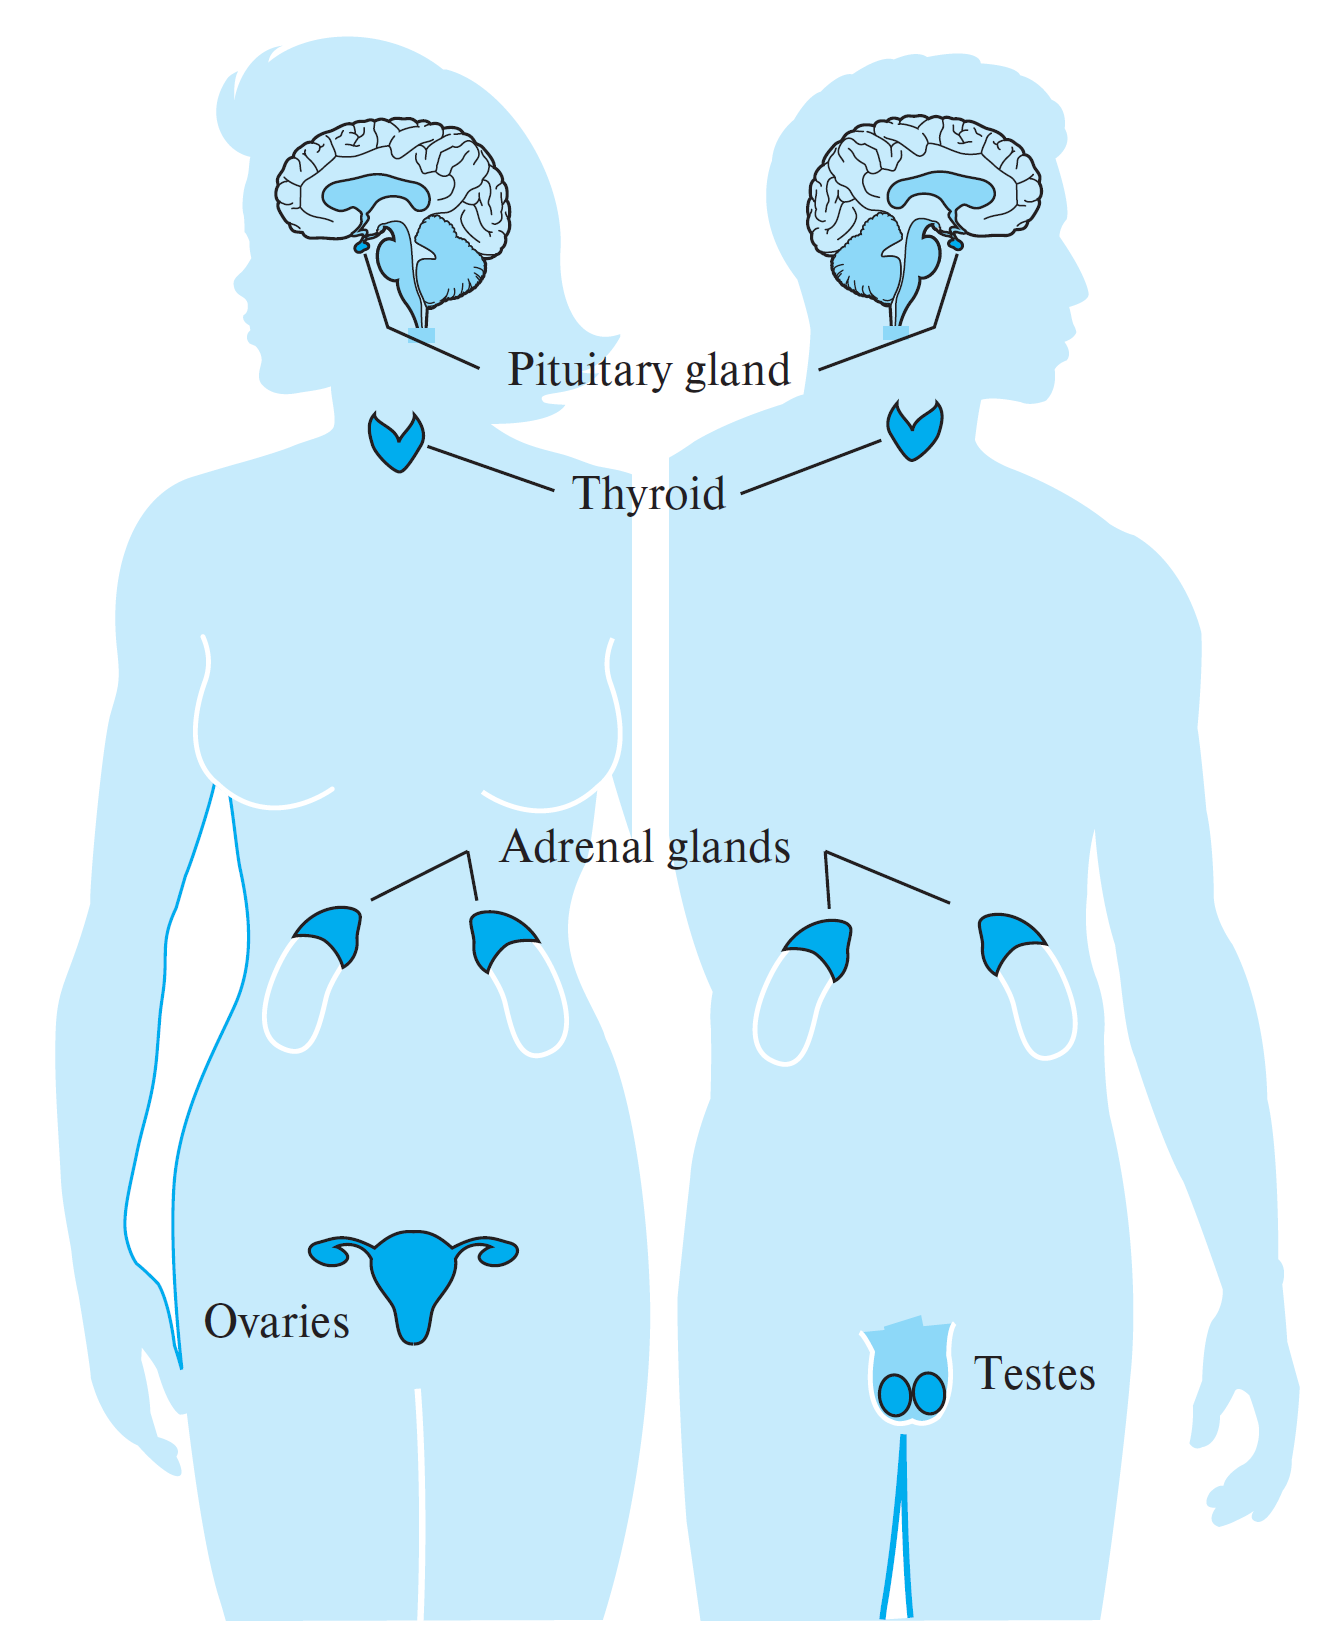 Pituitary gland
Thyroid
Adrenal glands
Ovaries
Testes